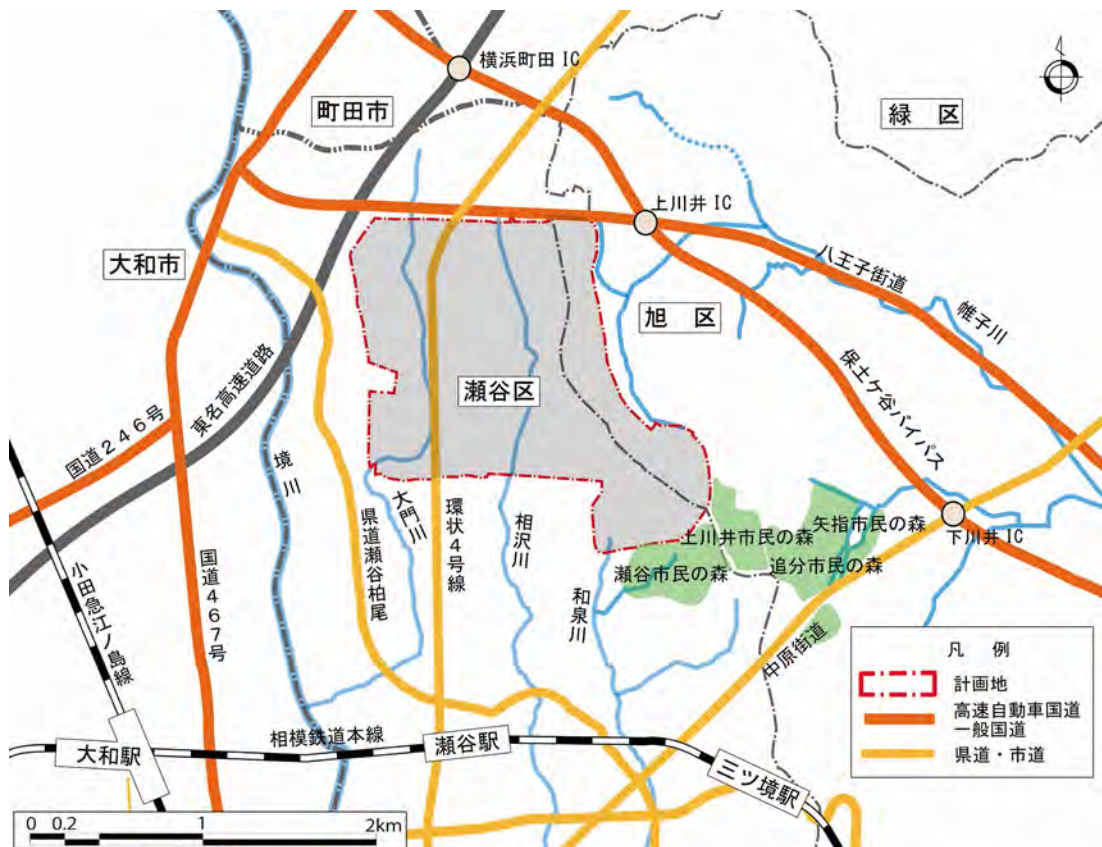 横浜町田 IC
町田市
緑 区
上川井 IC
大和市
八王子街道
帷子川
旭 区
瀬谷区
東名高速道路
保土ケ谷バイパス
国道２４６号
境川
大門川
県道瀬谷柏尾
環状４号線
相沢川
和泉川
上川井市民の森
矢指市民の森
下川井 IC
瀬谷市民の森
追分市民の森
小田急江ノ島線
国道４６７号
中原街道
相模鉄道本線
大和駅
瀬谷駅
三ツ境駅
凡 例
計画地
高速自動車国道
一般国道
県道・市道
0 0.2 1 2km